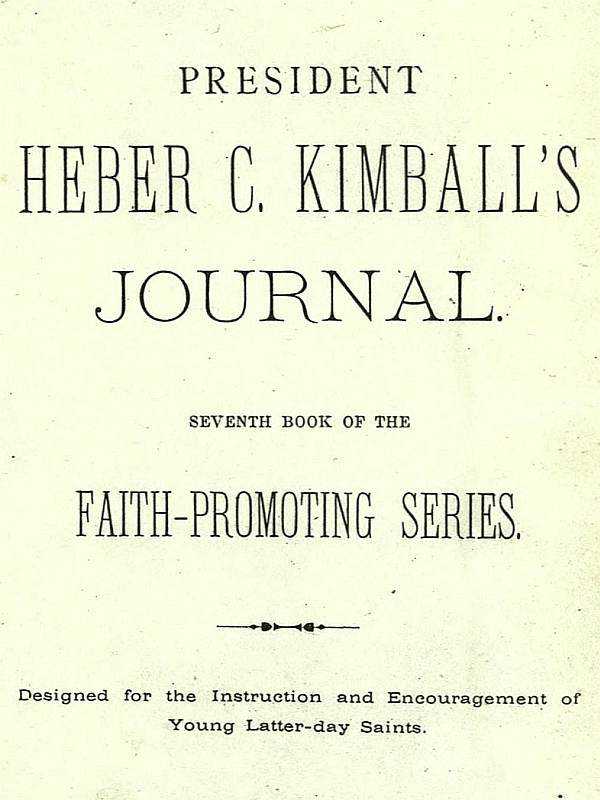 PRESIDENT
HEBER C. KIMBALL'S
JOURNAL.
SEVENTH BOOK OF THE
FAITH-PROMOTING SERIES.
Designed for the Instruction and Encouragement of
Young Latter-day Saints.